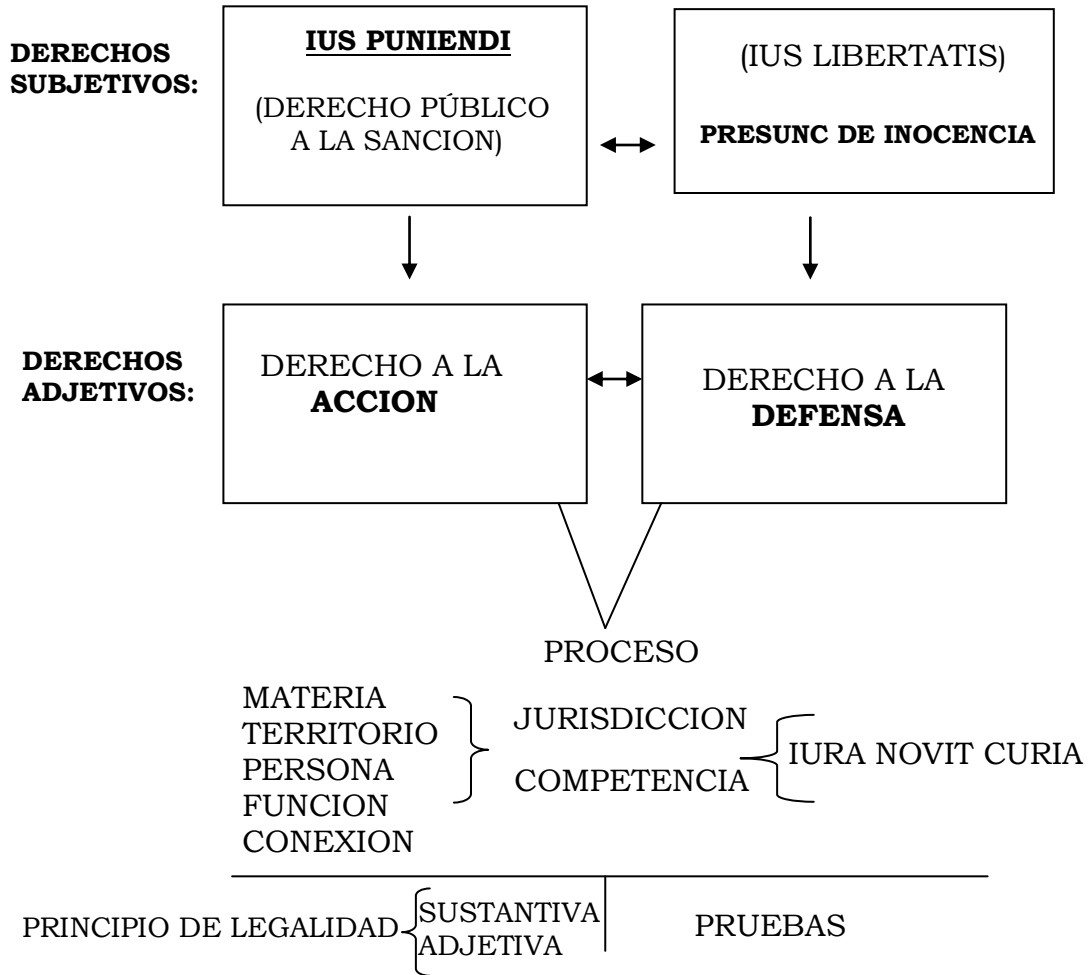 DERECHOS
SUBJETIVOS:
IUS PUNIENDI
(DERECHO PÚBLICO
A LA SANCION)
(IUS LIBERTATIS)
PRESUNC DE INOCENCIA
DERECHOS
ADJETIVOS:
DERECHO A LA
ACCION
DERECHO A LA
DEFENSA
PROCESO
MATERIA
TERRITORIO
PERSONA
FUNCION
CONEXION
JURISDICCION
COMPETENCIA
IURA NOVIT CURIA
PRINCIPIO DE LEGALIDAD
SUSTANTIVA
ADJETIVA
PRUEBAS